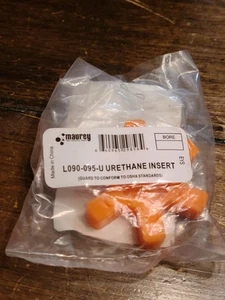 maurey
BORE
Made in China
L090-095-U URETHANE INSERT
(GUARD TO CONFORM TO OSHA STANDARDS)